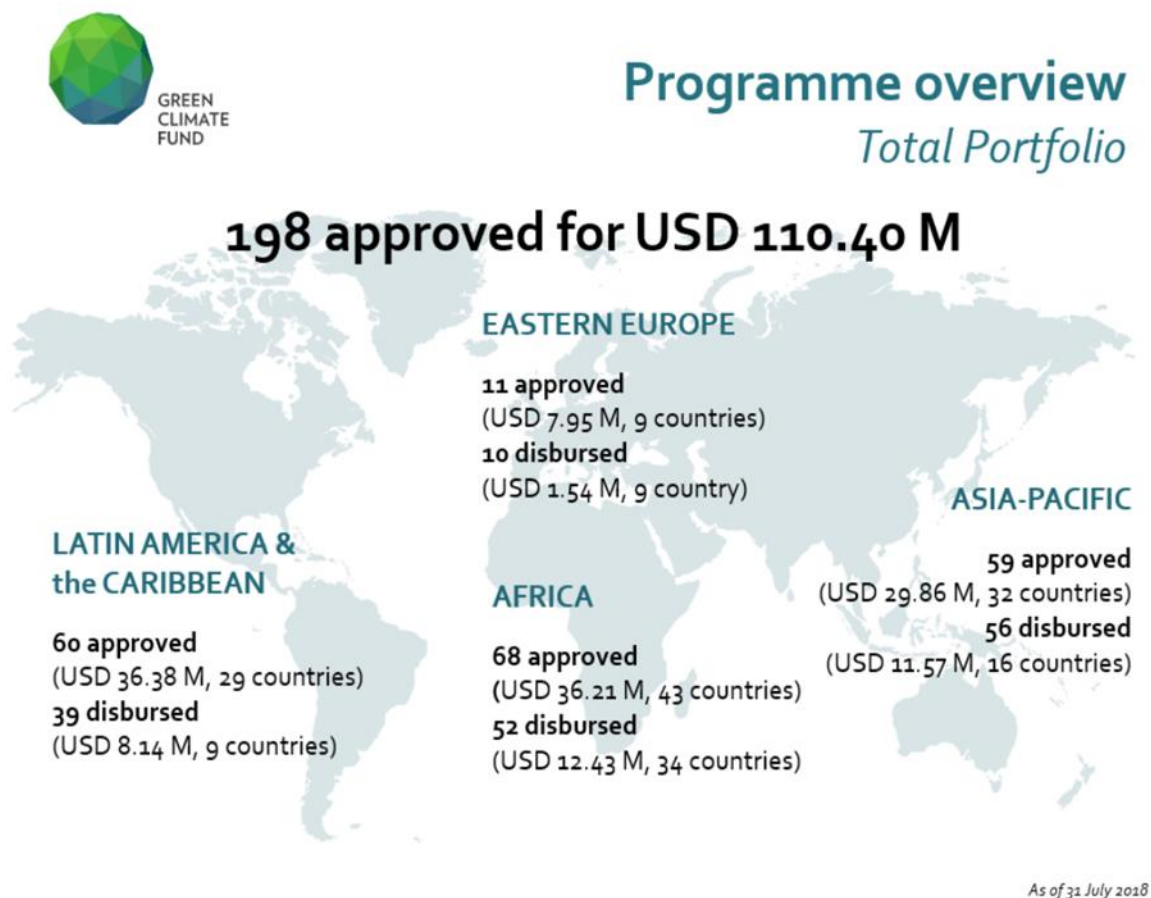 GREEN
CLIMATE
FUND
Programme overview
Total Portfolio
198 approved for USD 110.40 M
EASTERN EUROPE
11 approved
(USD 7.95 M, 9 countries)
10 disbursed
(USD 1.54 M, 9 country)
ASIA-PACIFIC
59 approved
(USD 29.86 M, 32 countries)
56 disbursed
(USD 11.57 M, 16 countries)
LATIN AMERICA &
the CARIBBEAN
60 approved
(USD 36.38 M, 29 countries)
39 disbursed
(USD 8.14 M, 9 countries)
AFRICA
68 approved
(USD 36.21 M, 43 countries)
52 disbursed
(USD 12.43 M, 34 countries)
As of 31 July 2018